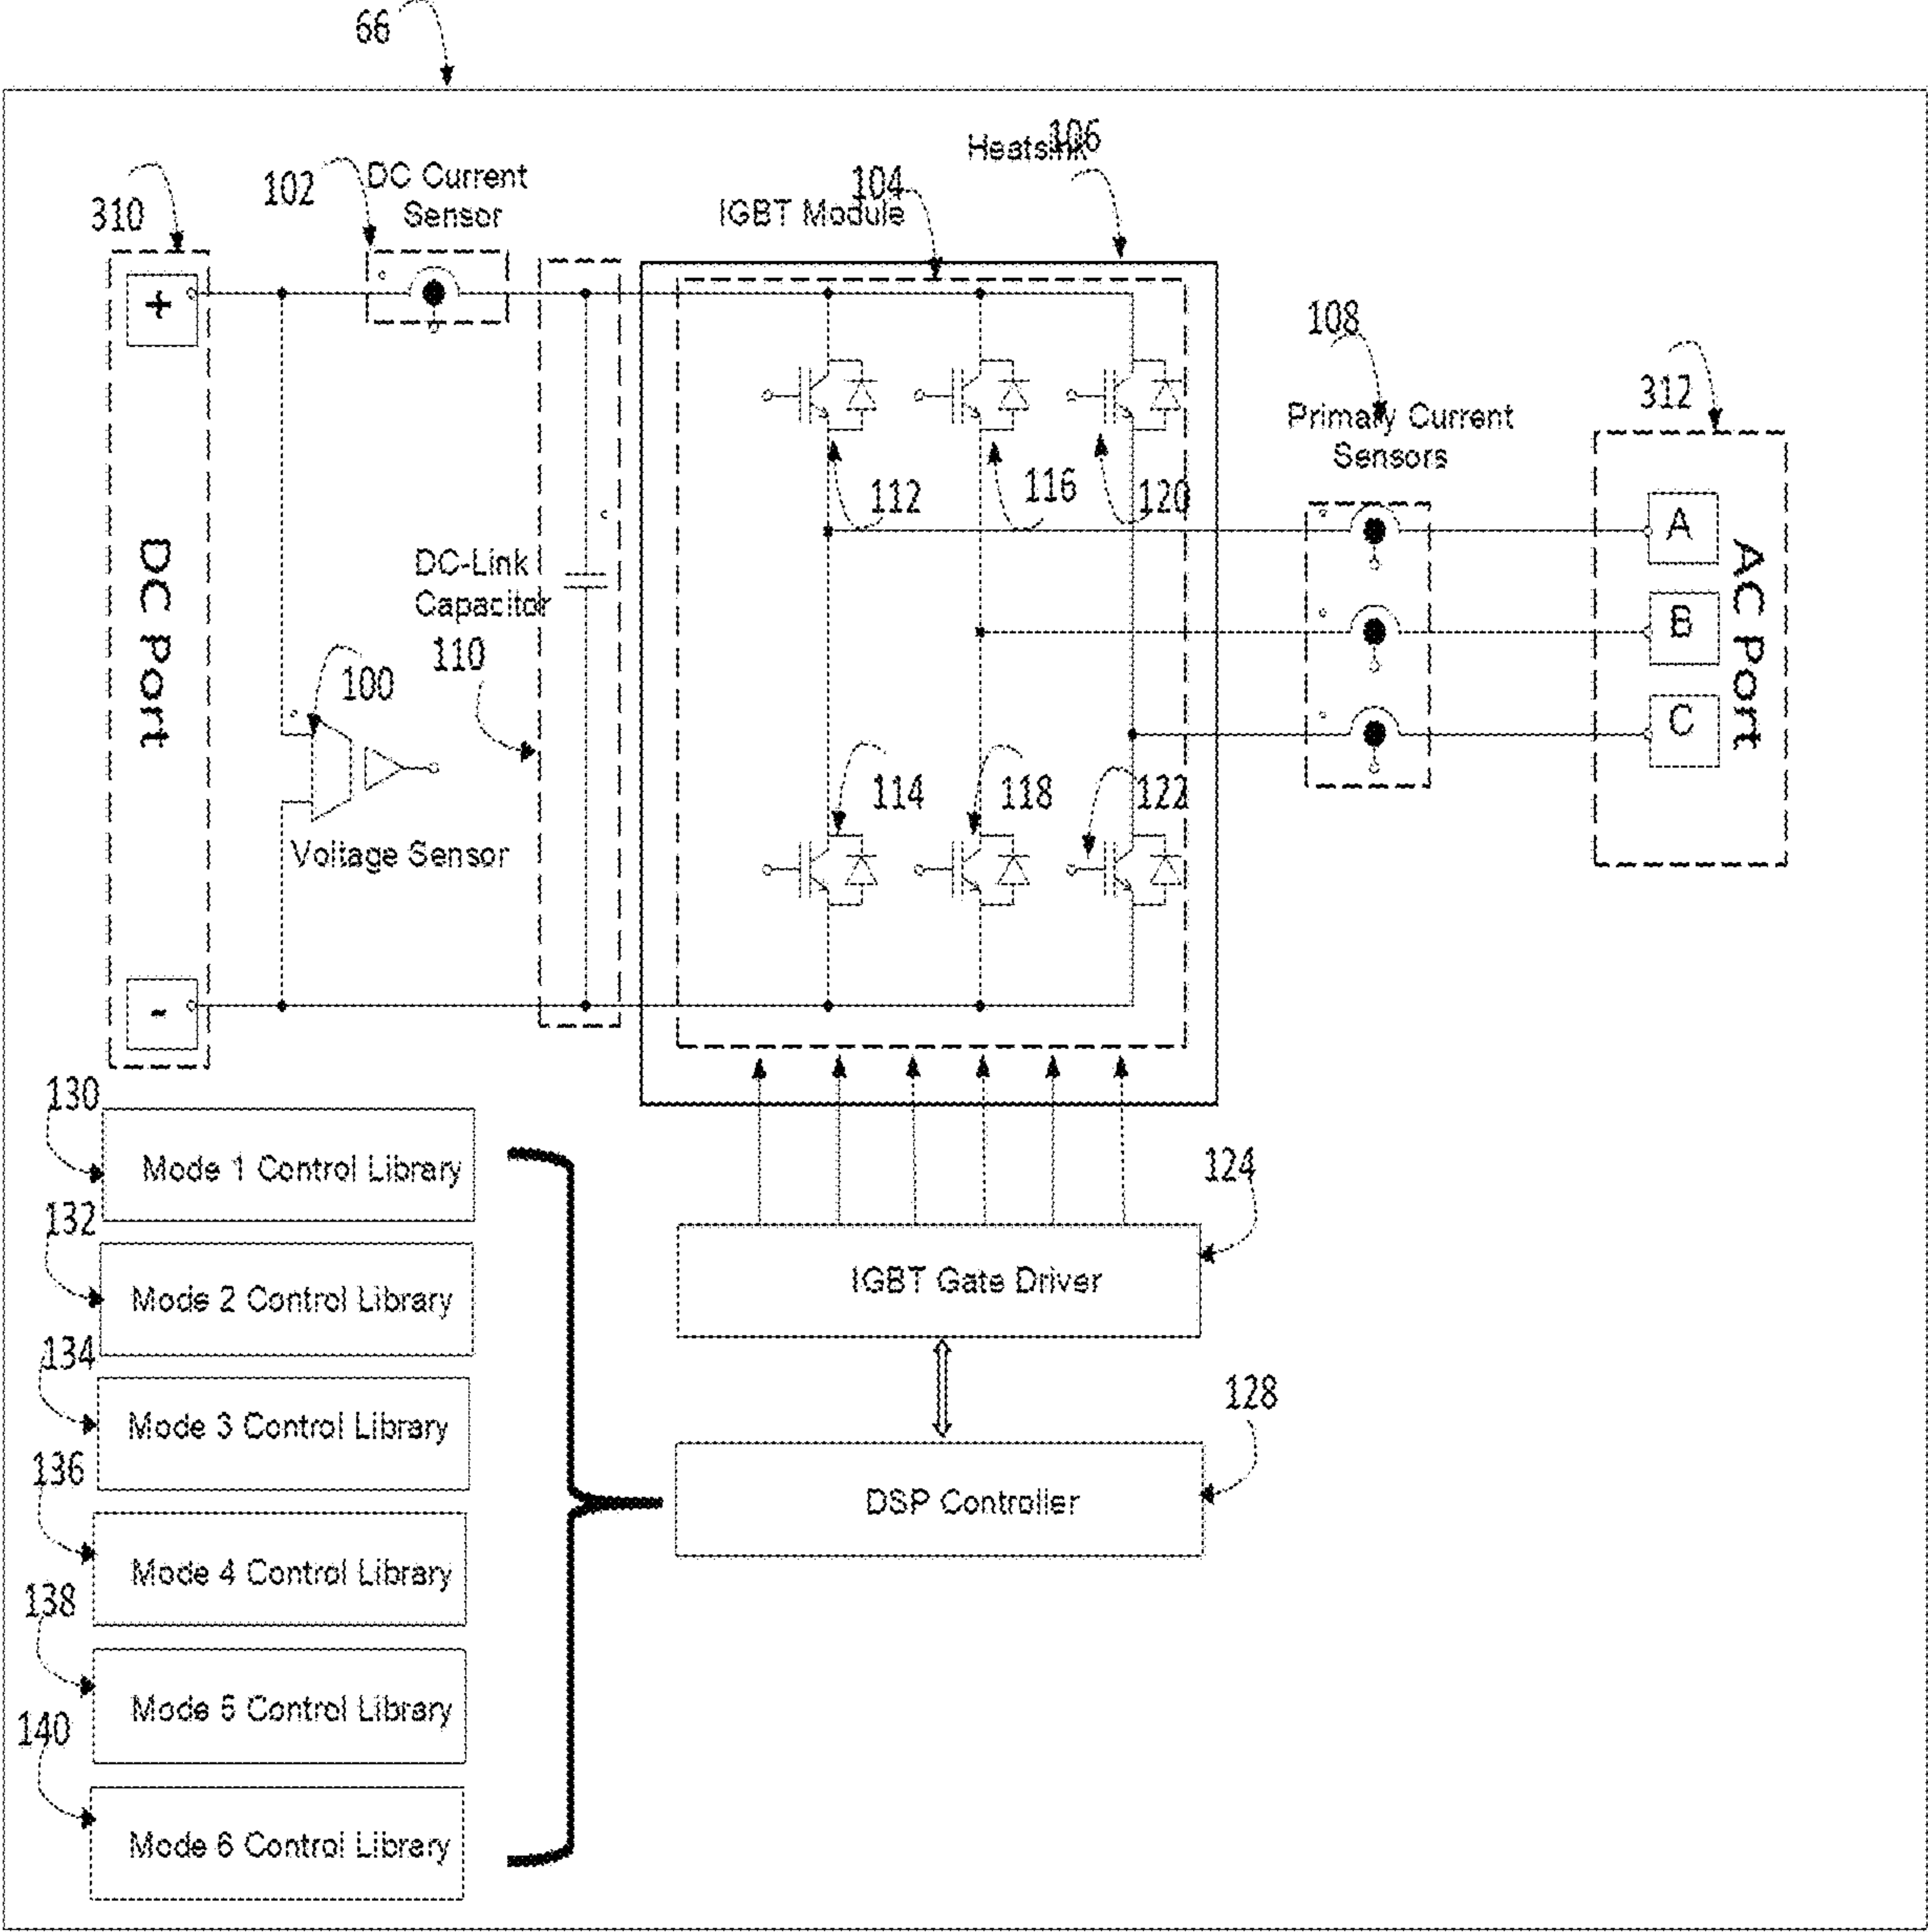 66
310
102
DC Current
Sensor
104
IGBT Module
106
Heatsink
108
Primary Current
Sensors
312
+
-
DC Port
100
Voltage Sensor
DC-Link
Capacitor
110
112
116
120
114
118
122
A
B
C
AC Port
130
Mode 1 Control Library
132
Mode 2 Control Library
134
Mode 3 Control Library
136
Mode 4 Control Library
138
Mode 5 Control Library
140
Mode 6 Control Library
124
IGBT Gate Driver
128
DSP Controller